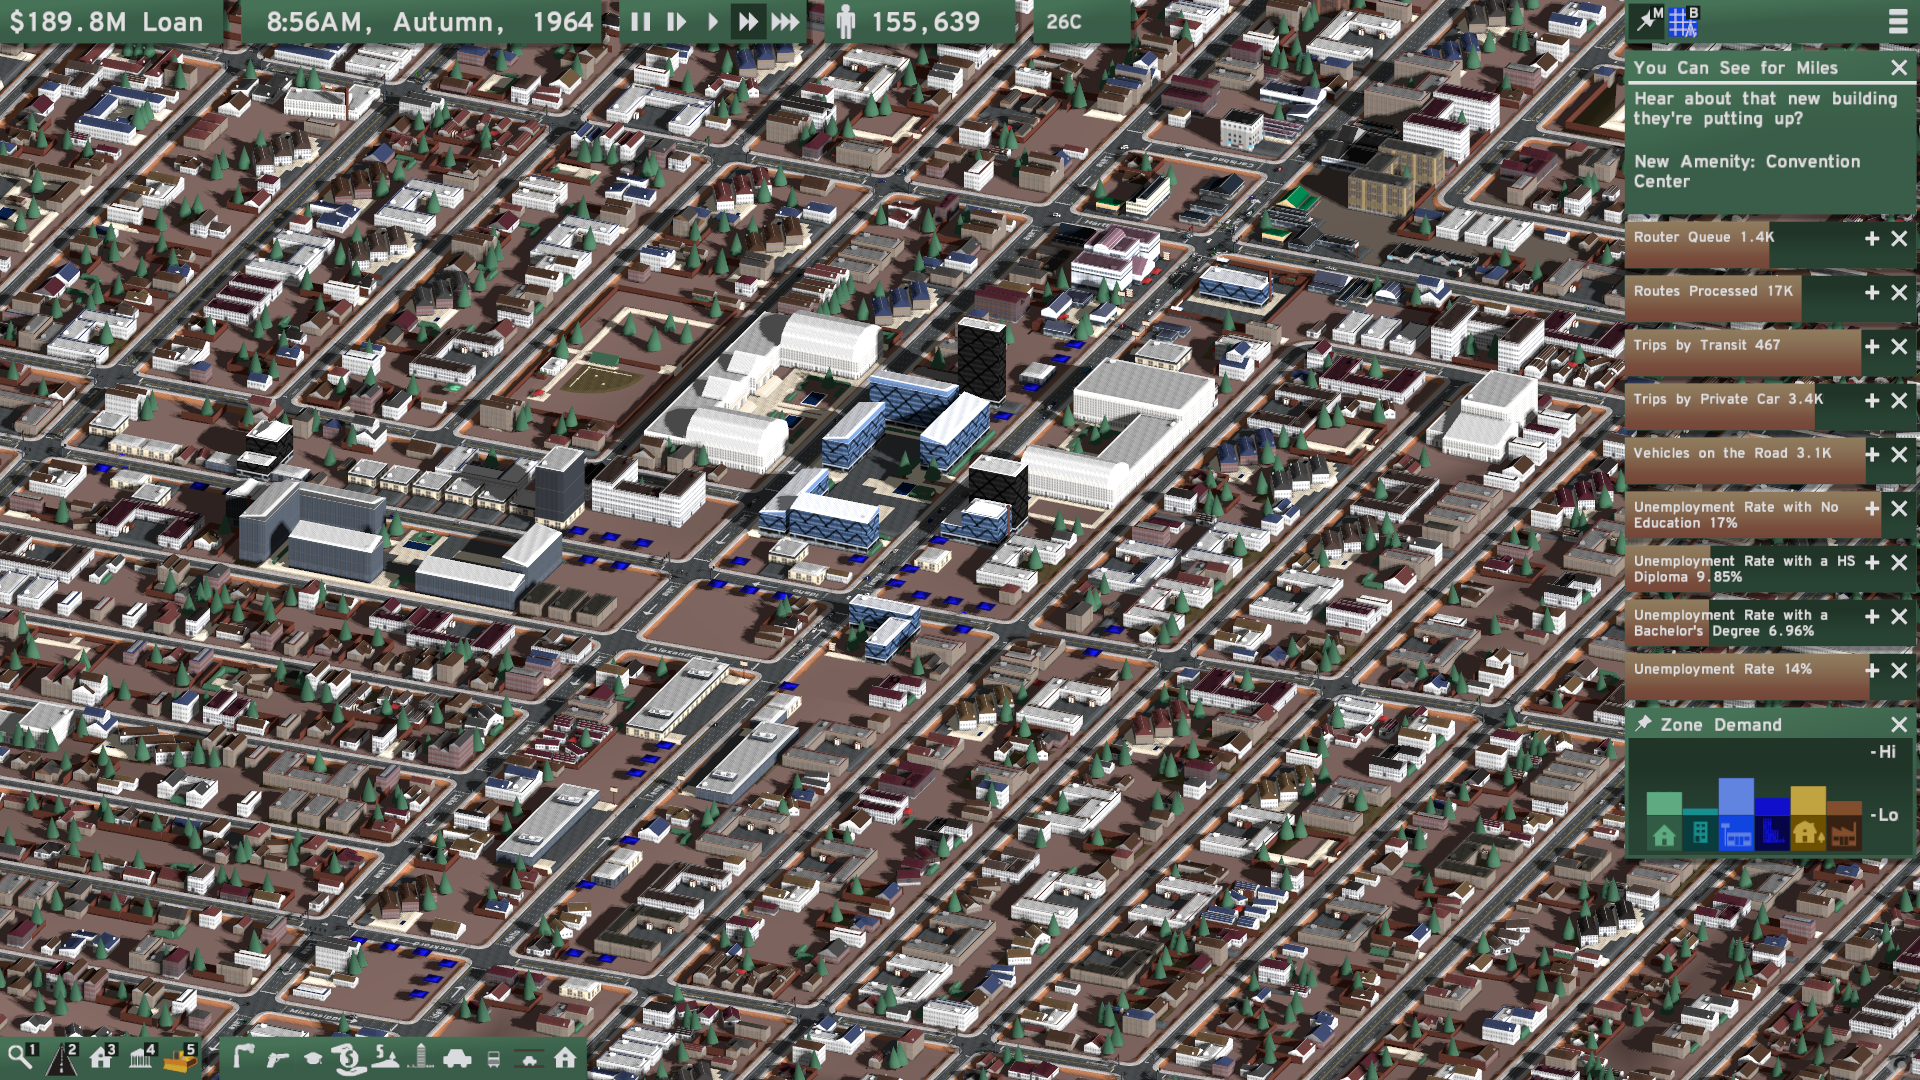 $189.8M Loan
8:56AM, Autumn, 1964
155,639
26C
M
B
You Can See for Miles
Hear about that new building
they're putting up?
New Amenity: Convention
Center
Router Queue 1.4K
Routes Processed 17K
Trips by Transit 467
Trips by Private Car 3.4K
Vehicles on the Road 3.1K
Unemployment Rate with No
Education 17%
Unemployment Rate with a HS
Diploma 9.85%
Unemployment Rate with a
Bachelor's Degree 6.96%
Unemployment Rate 14%
Zone Demand
-Hi
-Lo
Carlsbad
Idaho
Rockford
1
2
3
4
5